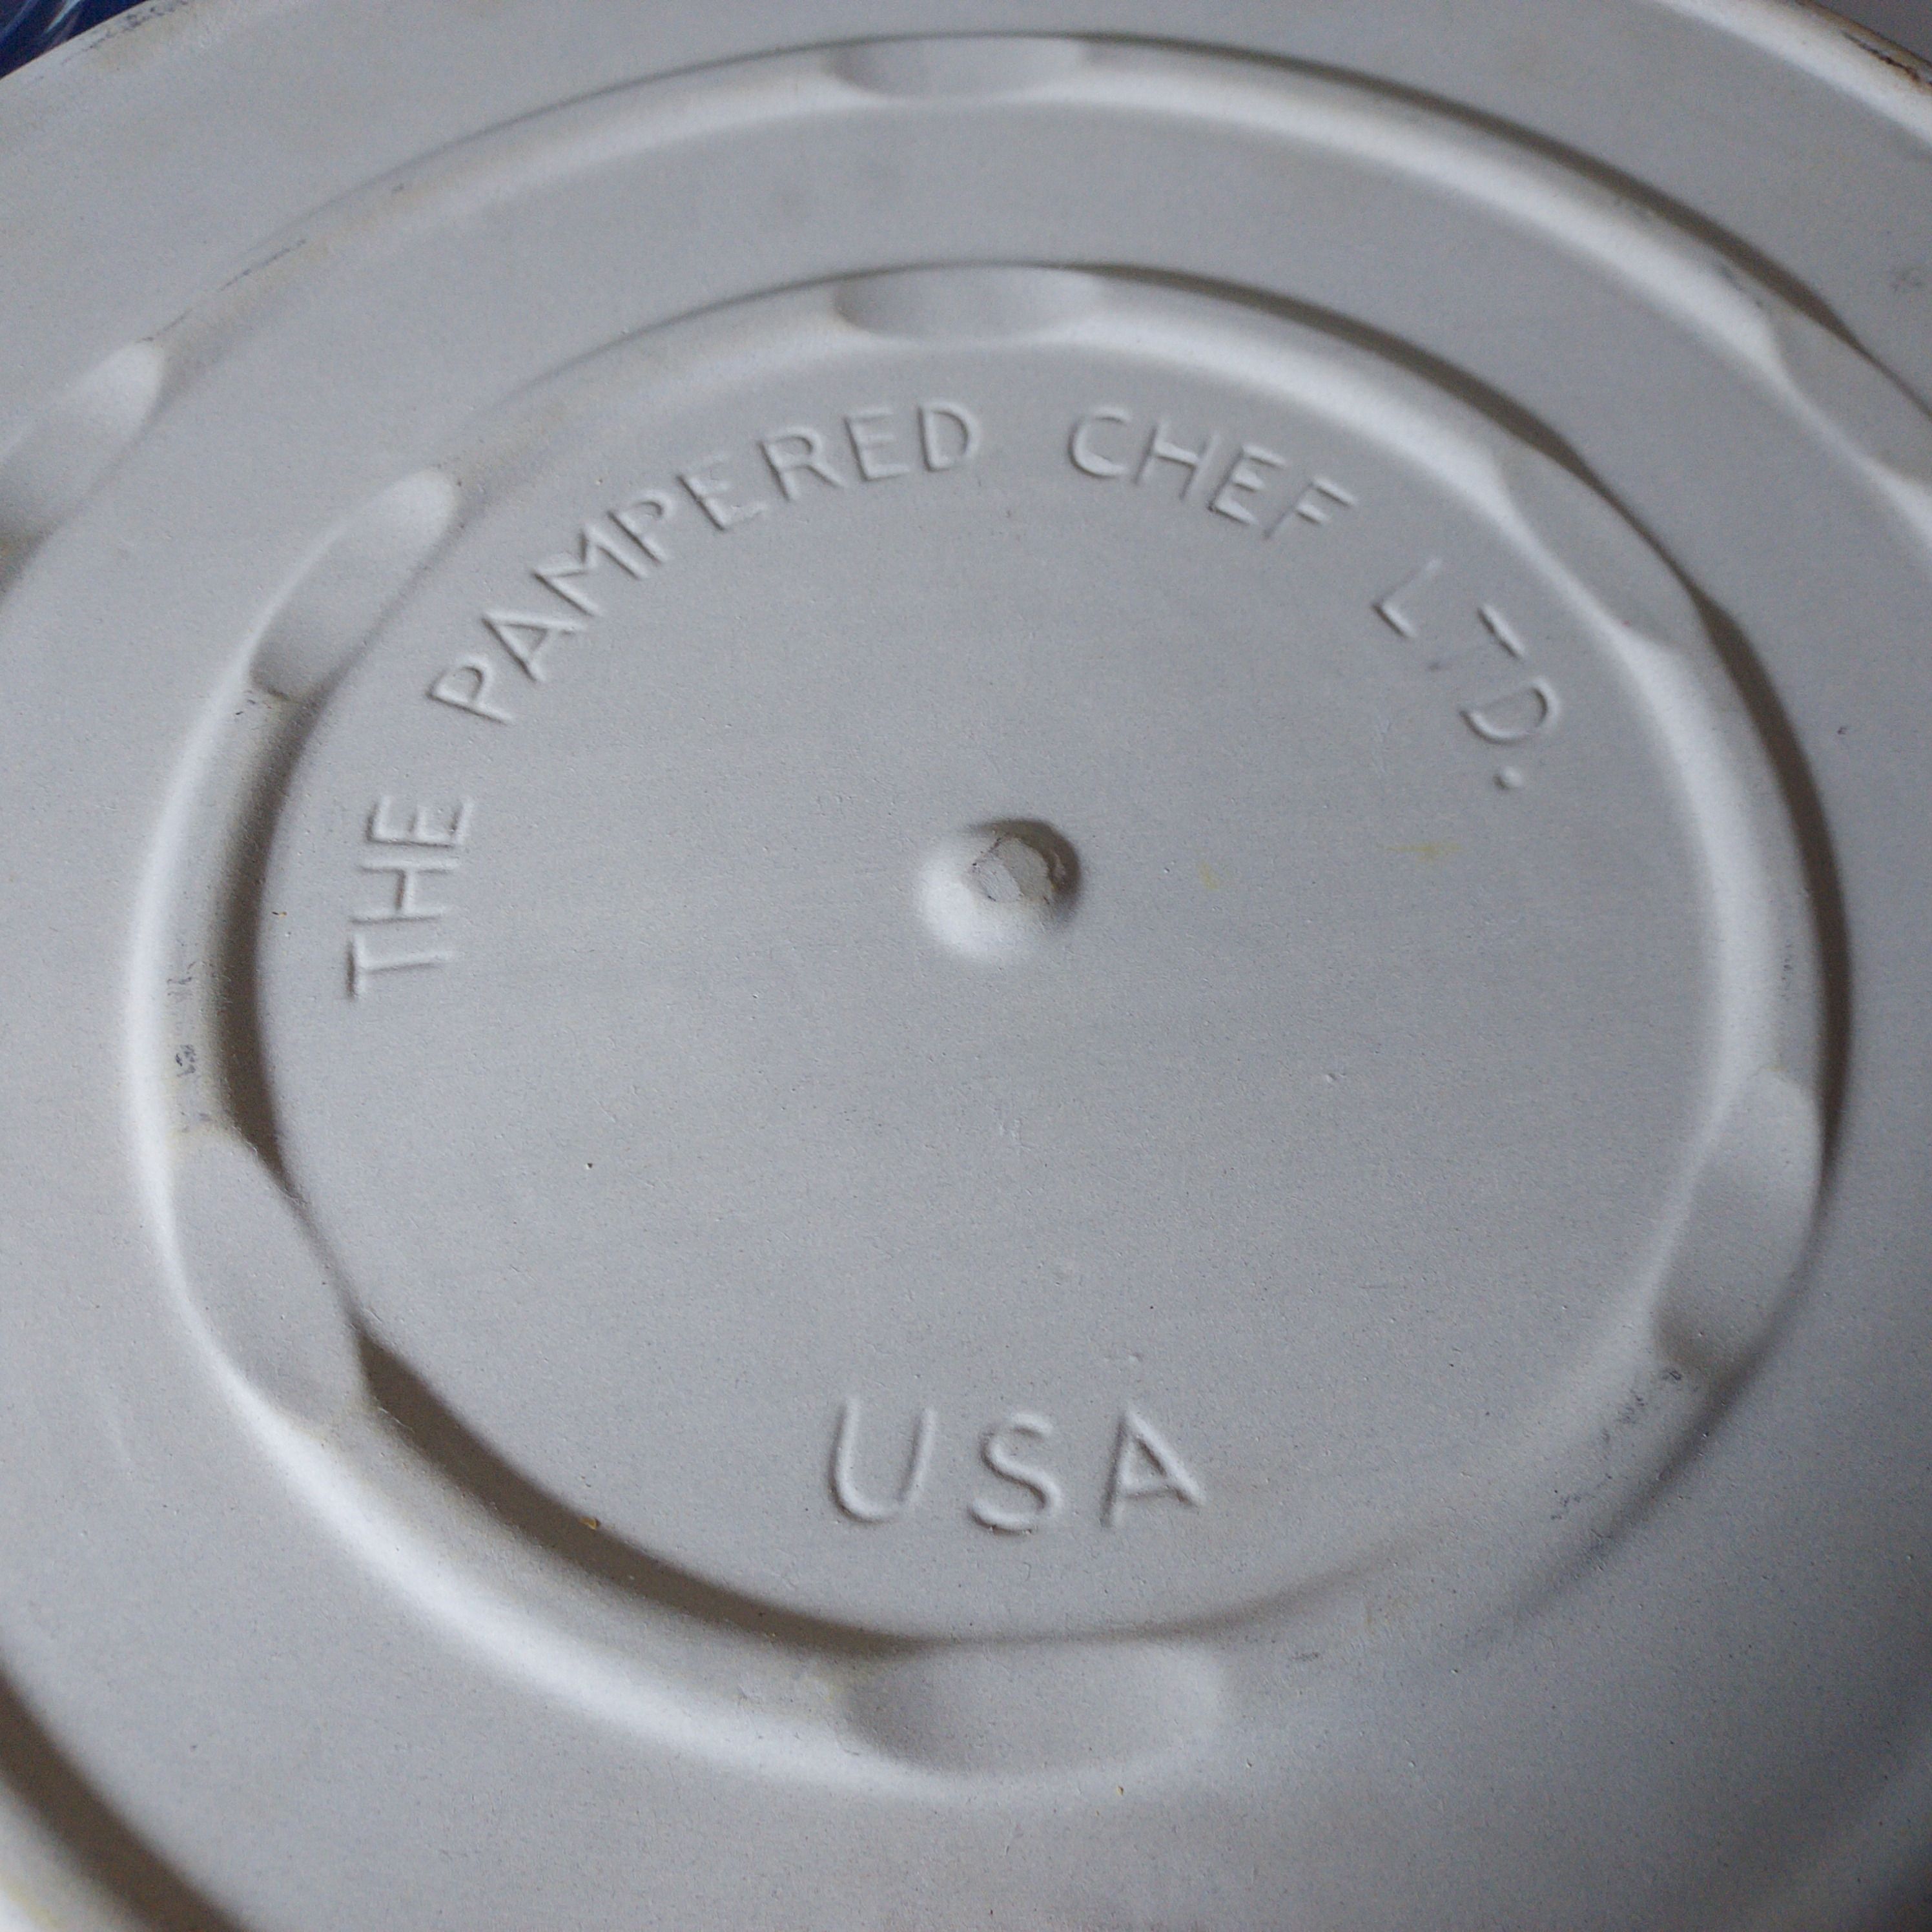 THE PAMPERED CHEF LTD.
USA